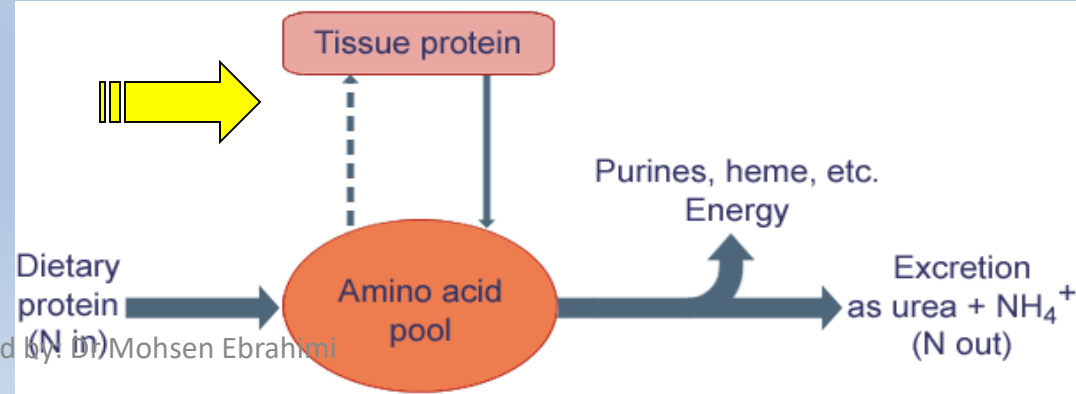 Tissue protein
Purines, heme, etc.
Energy
Dietary
protein
(N in)
Amino acid
pool
Excretion
as urea + NH₄⁺
(N out)
d by: Dr Mohsen Ebrahimi